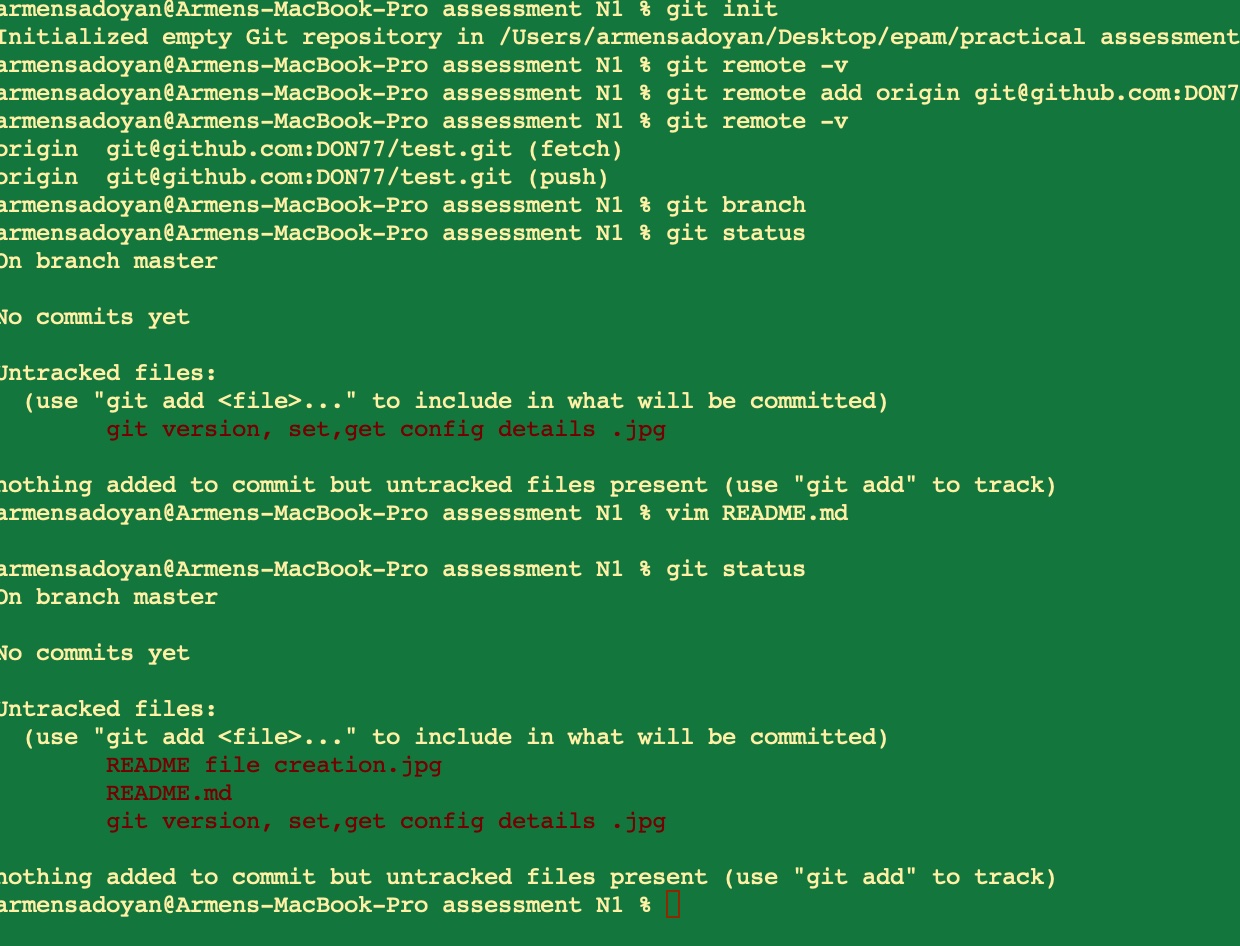 armensadoyan@Armens-MacBook-Pro assessment N1 % git init
Initialized empty Git repository in /Users/armensadoyan/Desktop/epam/practical assessment
armensadoyan@Armens-MacBook-Pro assessment N1 % git remote -v
armensadoyan@Armens-MacBook-Pro assessment N1 % git remote add origin git@github.com:DON7
armensadoyan@Armens-MacBook-Pro assessment N1 % git remote -v
origin  git@github.com:DON77/test.git (fetch)
origin  git@github.com:DON77/test.git (push)
armensadoyan@Armens-MacBook-Pro assessment N1 % git branch
armensadoyan@Armens-MacBook-Pro assessment N1 % git status
On branch master
No commits yet
Untracked files:
  (use "git add <file>..." to include in what will be committed)
        git version, set,get config details .jpg
nothing added to commit but untracked files present (use "git add" to track)
armensadoyan@Armens-MacBook-Pro assessment N1 % vim README.md
armensadoyan@Armens-MacBook-Pro assessment N1 % git status
On branch master
No commits yet
Untracked files:
  (use "git add <file>..." to include in what will be committed)
        README file creation.jpg
        README.md
        git version, set,get config details .jpg
nothing added to commit but untracked files present (use "git add" to track)
armensadoyan@Armens-MacBook-Pro assessment N1 %